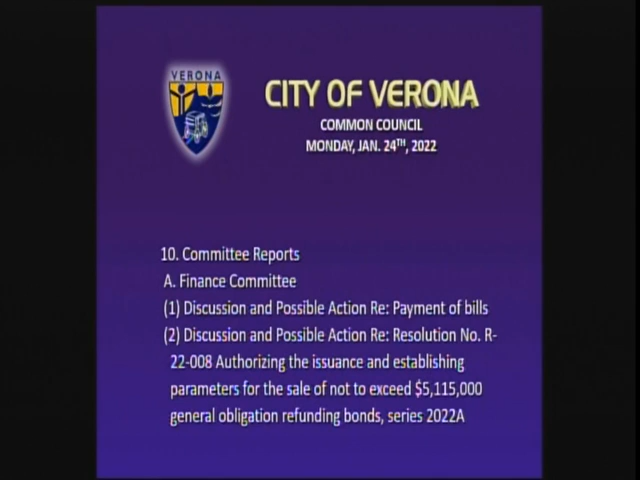 VERONA
CITY OF VERONA
COMMON COUNCIL
MONDAY, JAN. 24TH, 2022
10. Committee Reports
A. Finance Committee
(1) Discussion and Possible Action Re: Payment of bills
(2) Discussion and Possible Action Re: Resolution No. R-
22-008 Authorizing the issuance and establishing
parameters for the sale of not to exceed $5,115,000
general obligation refunding bonds, series 2022A